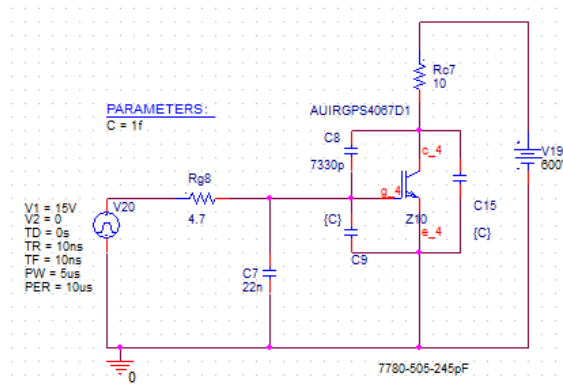 Rc7
10
PARAMETERS:
C = 1f
AUIRGPS4067D1
C8
7330p
c_4
V19
600V
Rg8
4.7
g_4
Z10
C15
{C}
V20
V1 = 15V
V2 = 0
TD = 0s
TR = 10ns
TF = 10ns
PW = 5us
PER = 10us
{C}
C9
e_4
C7
22n
0
7780-505-245pF